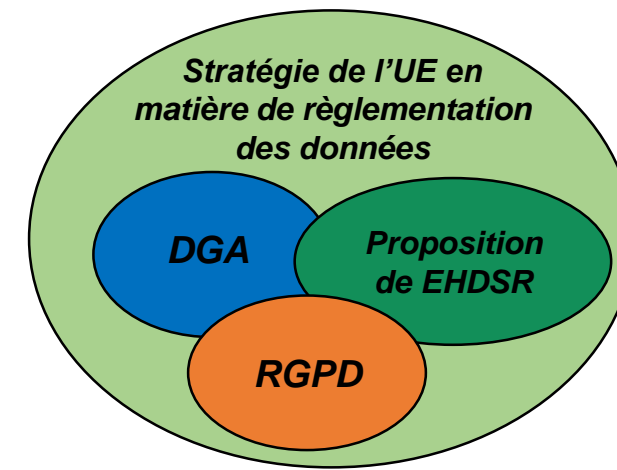 Stratégie de l'UE en
matière de règlementation
des données
DGA
Proposition
de EHDSR
RGPD